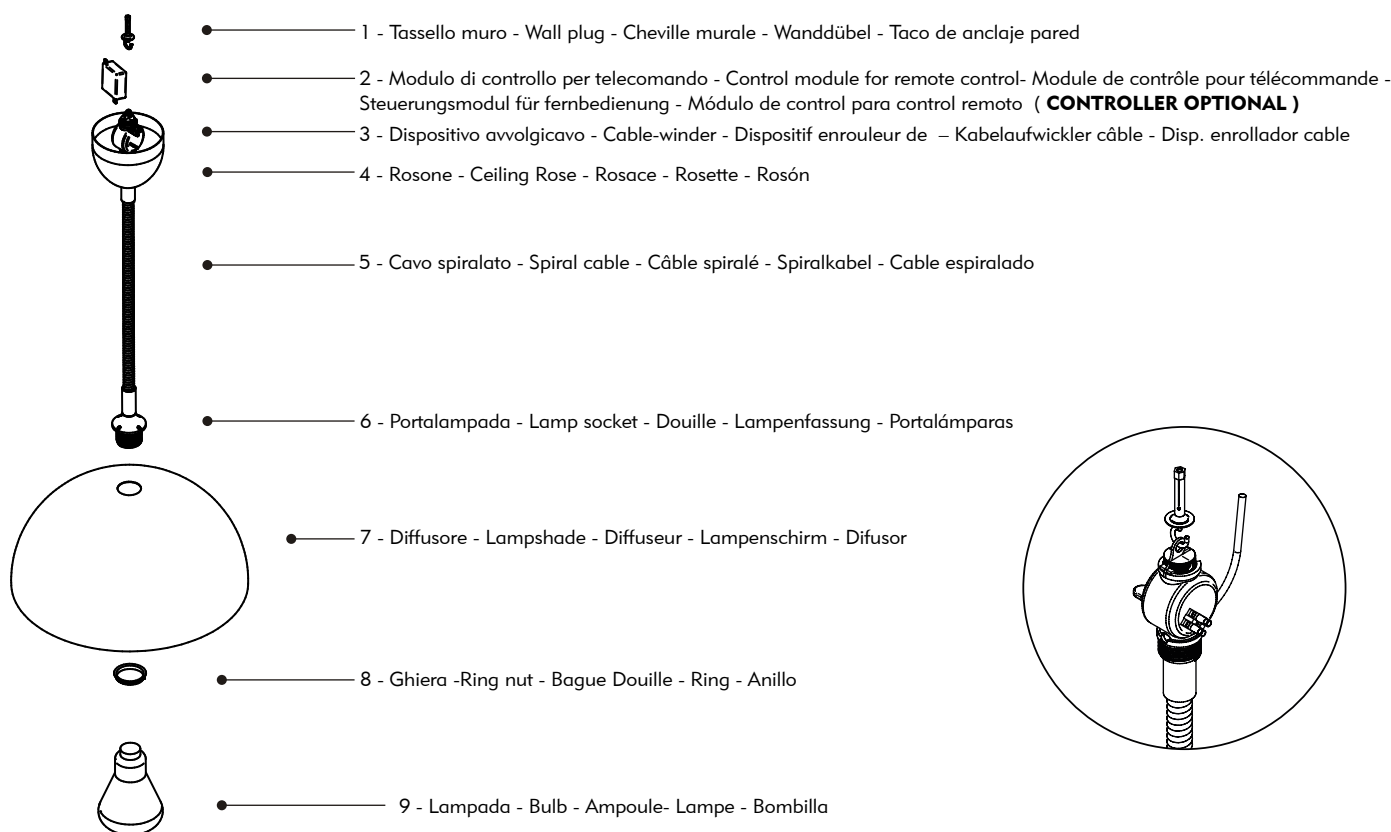 1 - Tassello muro - Wall plug - Cheville murale - Wanddübel - Taco de anclaje pared
2 - Modulo di controllo per telecomando - Control module for remote control- Module de contrôle pour télécommande -
Steuerungsmodul für fernbedienung - Módulo de control para control remoto ( CONTROLLER OPTIONAL )
3 - Dispositivo avvolgicavo - Cable-winder - Dispositif enrouleur de – Kabelaufwickler câble - Disp. enrollador cable
4 - Rosone - Ceiling Rose - Rosace - Rosette - Rosón
5 - Cavo spiralato - Spiral cable - Câble spiralé - Spiralkabel - Cable espiralado
6 - Portalampada - Lamp socket - Douille - Lampenfassung - Portalámparas
7 - Diffusore - Lampshade - Diffuseur - Lampenschirm - Difusor
8 - Ghiera -Ring nut - Bague Douille - Ring - Anillo
9 - Lampada - Bulb - Ampoule- Lampe - Bombilla